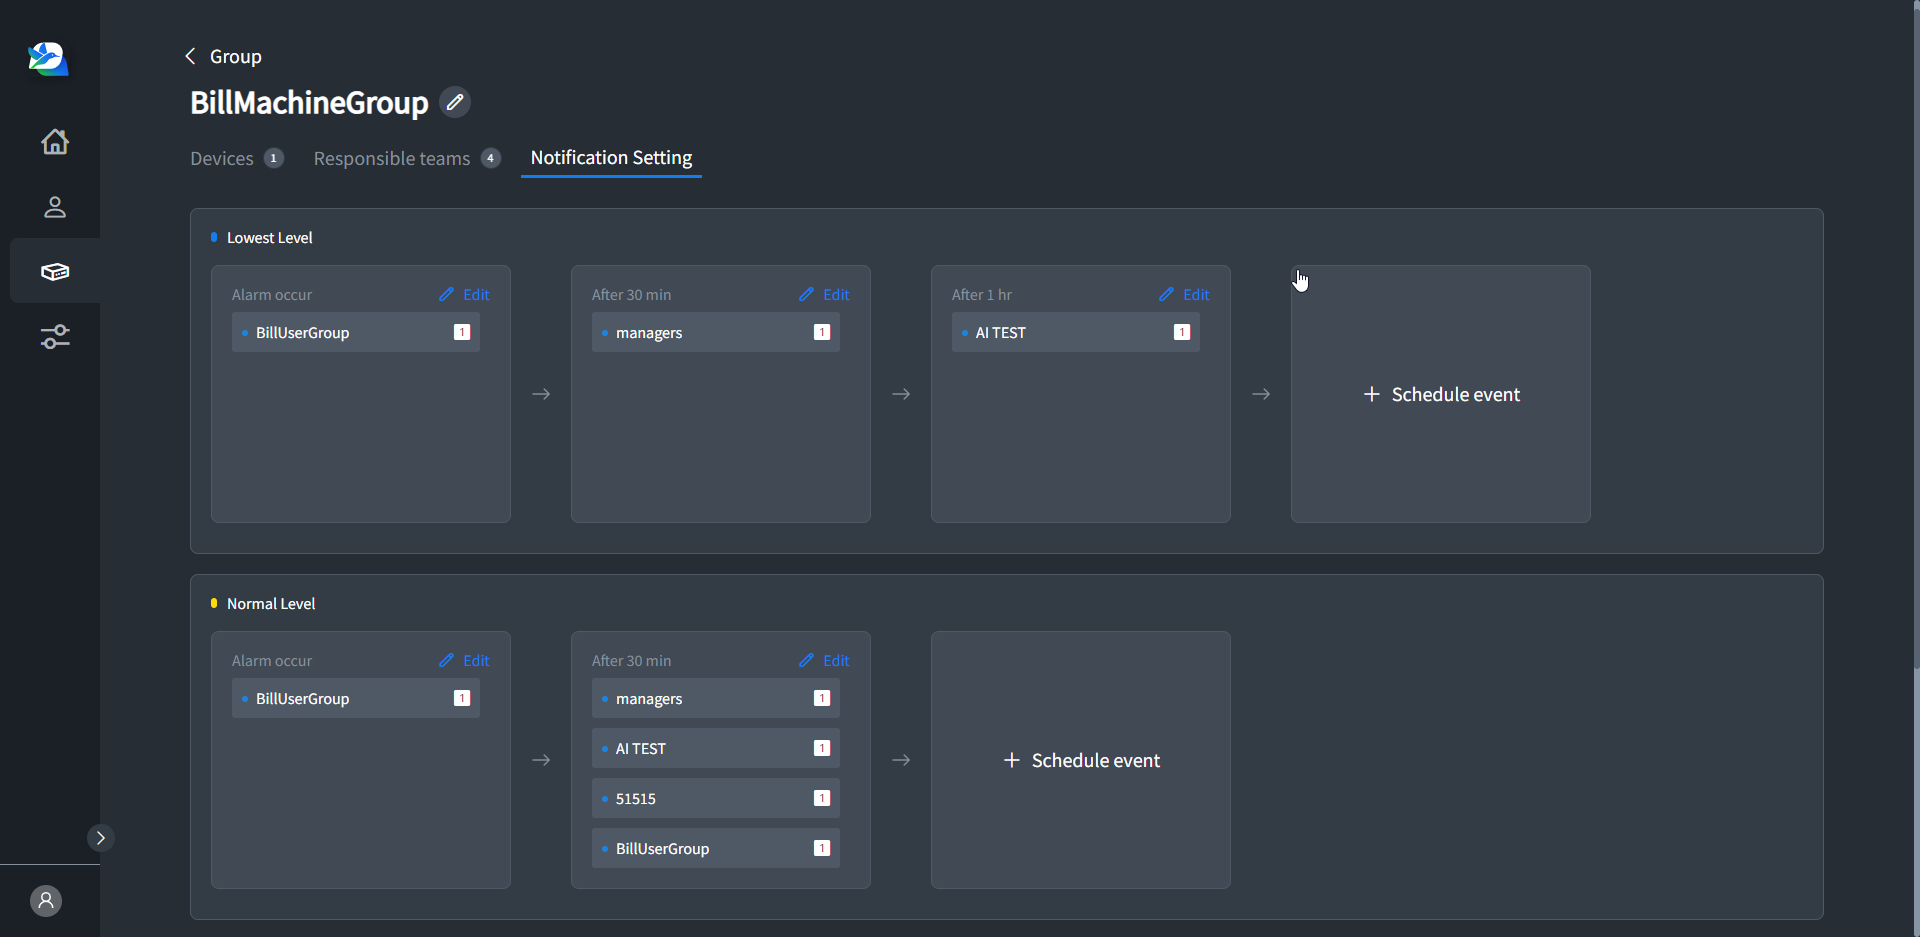 Group
BillMachineGroup
Devices 1 Responsible teams 4 Notification Setting
Lowest Level
Alarm occur Edit
BillUserGroup 1
After 30 min Edit
managers 1
After 1 hr Edit
AI TEST 1
Schedule event
Normal Level
Alarm occur Edit
BillUserGroup 1
After 30 min Edit
managers 1
AI TEST 1
51515 1
BillUserGroup 1
Schedule event